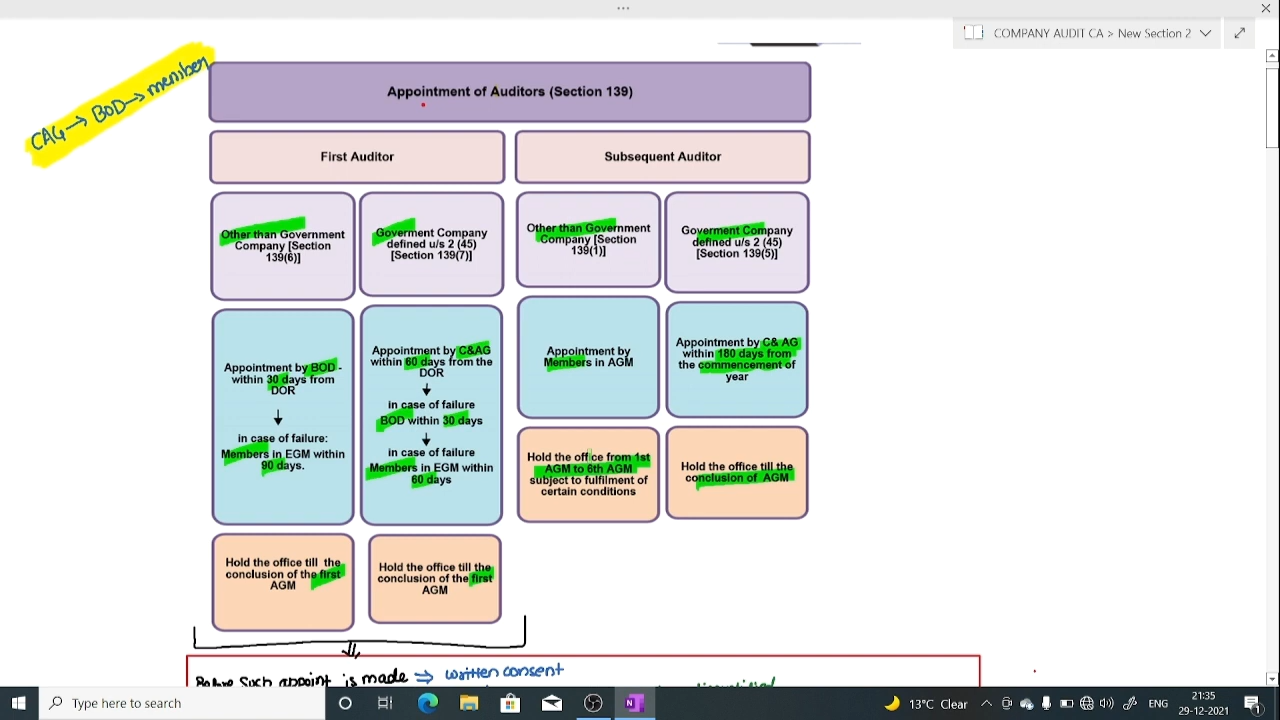 COMPANY AUDIT CA > New Section 2
CAG → BOD → member
Appointment of Auditors (Section 139)
First Auditor
Subsequent Auditor
Other than Government
Company [Section
139(6)]
Goverment Company
defined u/s 2 (45)
[Section 139(7)]
Other than Government
Company [Section
139(1)]
Goverment Company
defined u/s 2 (45)
[Section 139(5)]
Appointment by BOD -
within 30 days from
DOR
↓
in case of failure:
Members in EGM within
90 days.
Appointment by C&AG
within 60 days from the
DOR
↓
in case of failure
BOD within 30 days
↓
in case of failure
Members in EGM within
60 days
Appointment by
Members in AGM
Appointment by C& AG
within 180 days from
the commencement of
year
Hold the office from 1st
AGM to 6th AGM
subject to fulfilment of
certain conditions
Hold the office till the
conclusion of AGM
Hold the office till the
conclusion of the first
AGM
Hold the office till the
conclusion of the first
AGM
Before such appoint is made ⇒ written consent
Type here to search
13°C Clear
ENG
21:35
29-12-2021